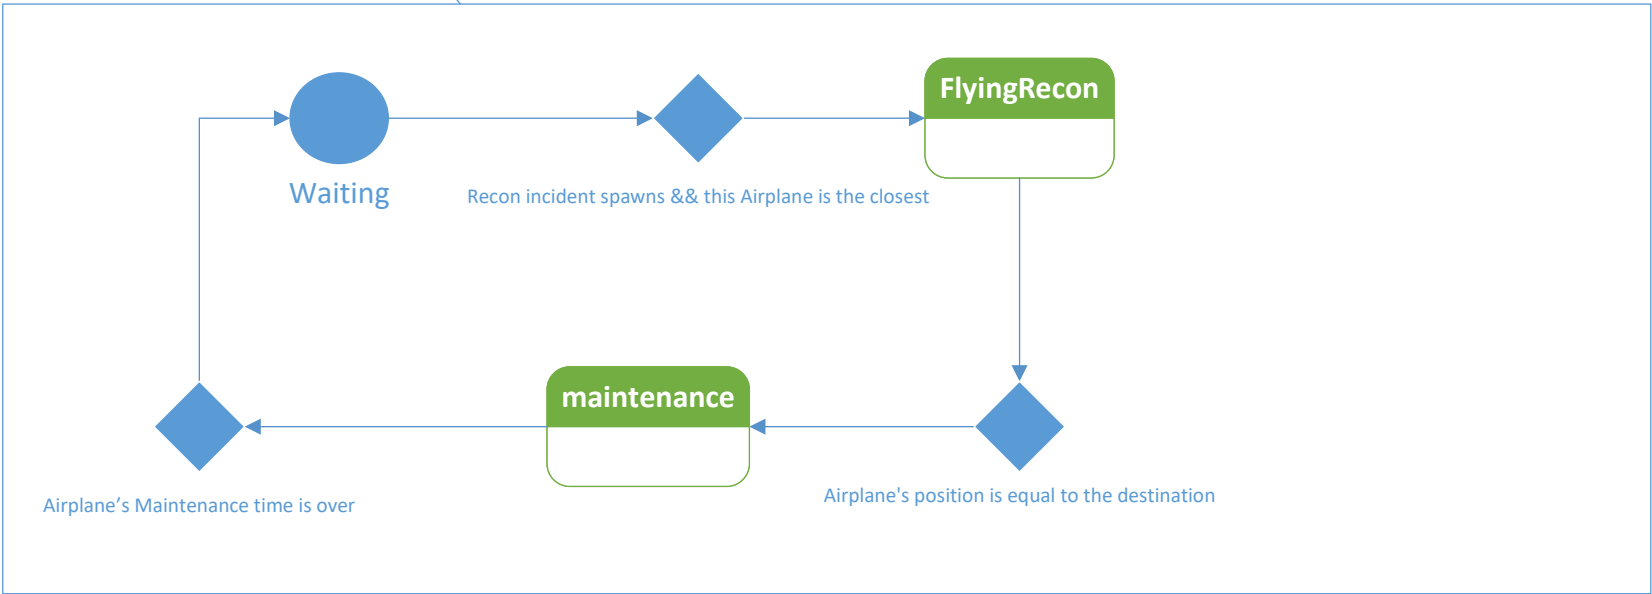 FlyingRecon
Waiting
Recon incident spawns && this Airplane is the closest
maintenance
Airplane's position is equal to the destination
Airplane’s Maintenance time is over